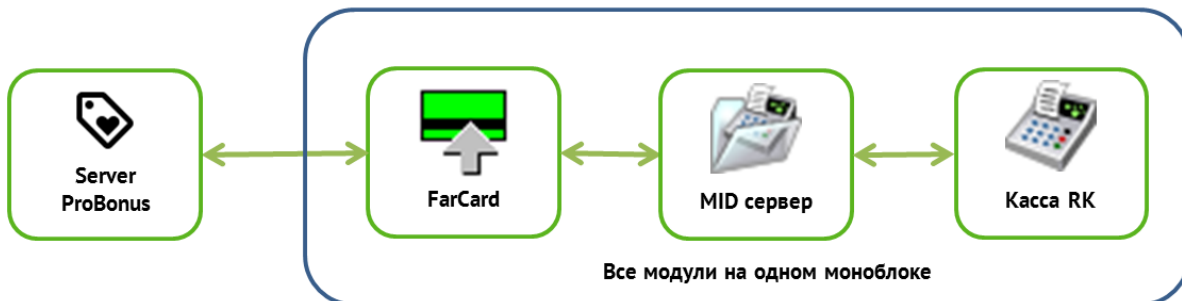 Server
ProBonus
FarCard
MID сервер
Касса RK
Все модули на одном моноблоке